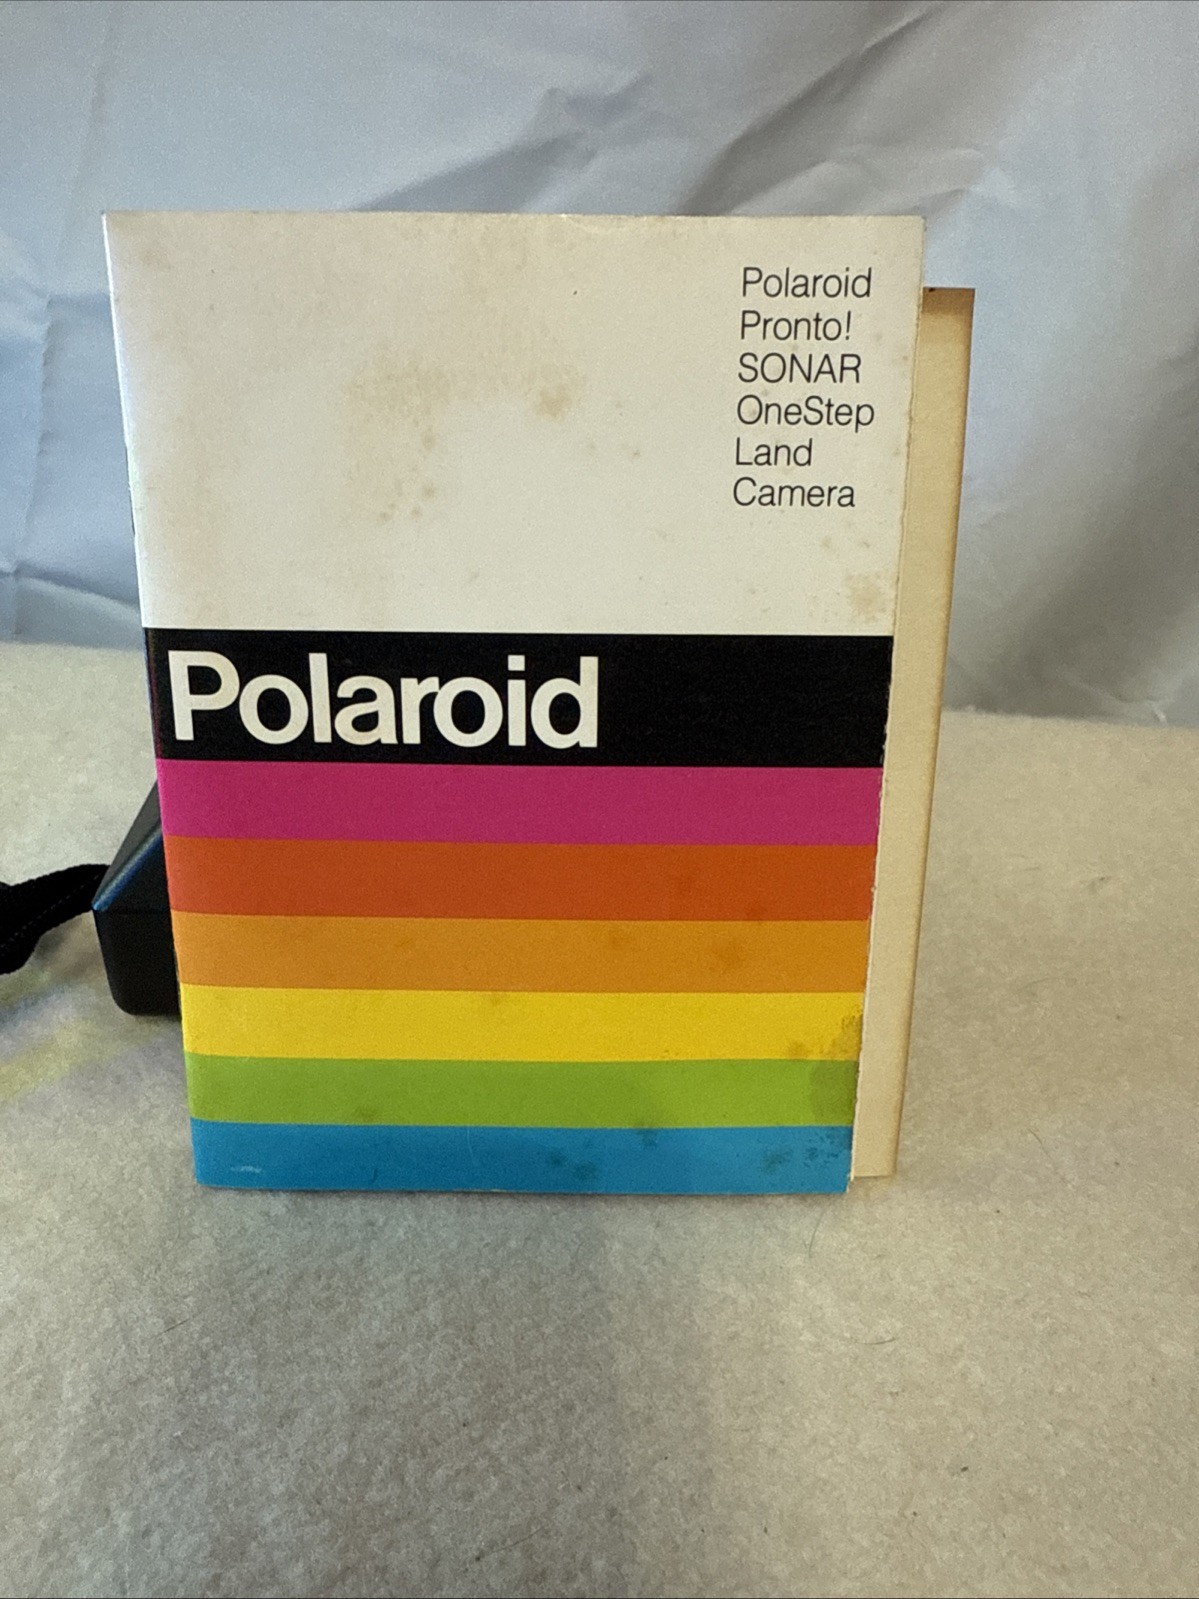 Polaroid
Pronto!
SONAR
OneStep
Land
Camera
Polaroid